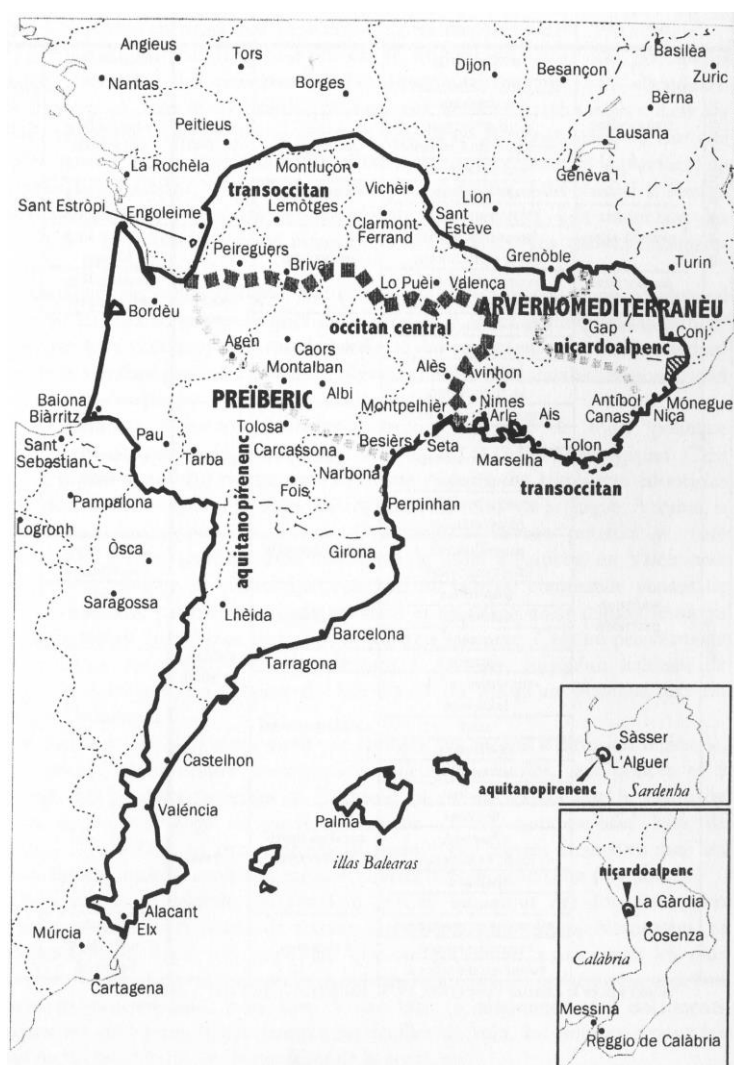 Basilèa
Angieus
Tors
Dijon
Besançon
Zuric
Nantas
Borges
Bèrna
Peitieus
Lausana
La Rochèla
Montluçón
Genèva
transoccitan
Vichèi
Sant Estròpi
Engoleime
Lemòtges
Lion
Clarmont-
Ferrand
Sant
Estève
Peireguers
Grenòble
Turin
Briva
Lo Puèi
Valença
Bordèu
ARVÈRNOMEDITERRANÈU
occitan central
Gap
Conj
niçardoalpenc
Agen
Caors
Alès
Avinhon
Montalban
PREÏBERIC
Albi
Nimes
Antíbol
Mónegue
Baiona
Montpelhièr
Arle
Ais
Canas
Niça
Biàrritz
Tolosa
Besièrs
Seta
Pau
Tarba
Carcassona
Marselha
Tolon
Sant
Sebastian
Narbona
transoccitan
Fois
Pampalona
Perpinhan
aquitanopirenenc
Logronh
Òsca
Girona
Saragossa
Lhèida
Barcelona
Tarragona
Sàsser
L'Alguer
Castelhon
aquitanopirenenc
Sardenha
Valéncia
Palma
illas Balearas
niçardoalpenc
La Gàrdia
Alacant
Elx
Cosenza
Múrcia
Calàbria
Cartagena
Messina
Reggio de Calàbria